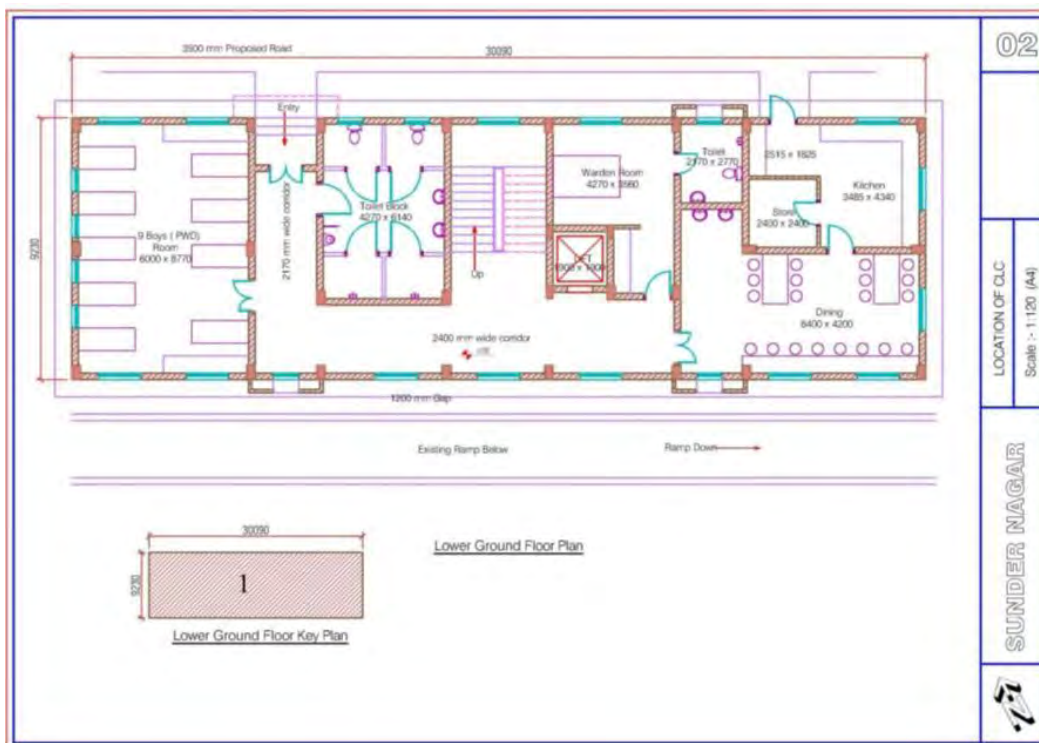 3500 mm Proposed Road
30090
02
Entry
9230
2170 mm wide corridor
Toilet Block
4270 x 6140
Warden Room
4270 x
Toilet
2170 x 2770
2515 x 1825
Kitchen
3485 x 4340
Store
2400 x 2400
9 Boys ( PWD)
Room
6000 x 8770
Up
2400 mm wide corridor
Dining
8400 x 4200
1200 mm Gap
Existing Ramp Below
Ramp Down
30090
9230
1
Lower Ground Floor Plan
Lower Ground Floor Key Plan
LOCATION OF CLC
Scale :- 1:120 (A4)
SUNDER NAGAR